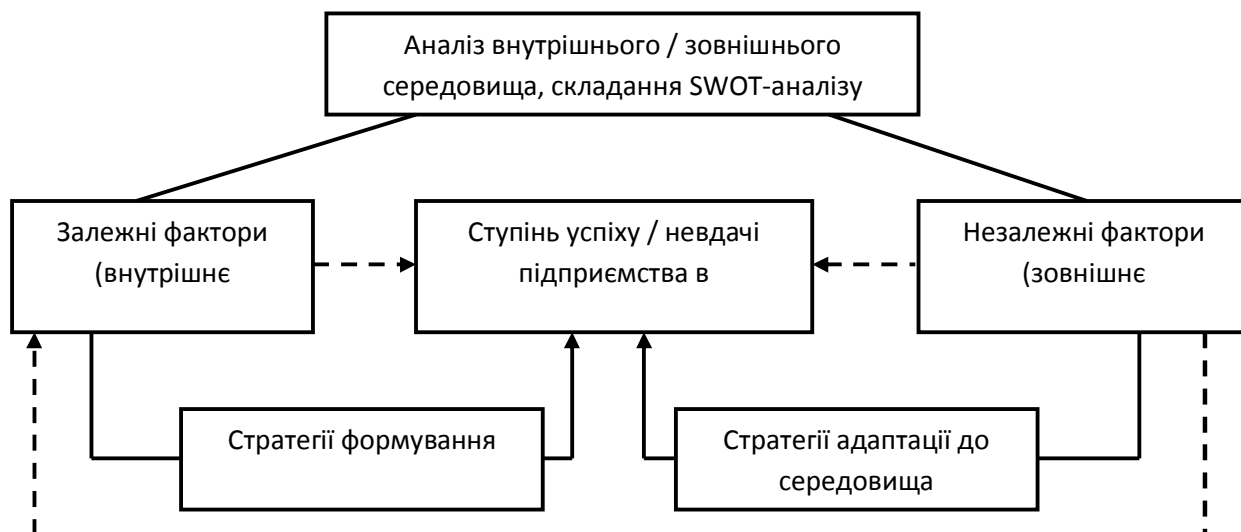 Аналіз внутрішнього / зовнішнього
середовища, складання SWOT-аналізу
Залежні фактори
(внутрішнє
Ступінь успіху / невдачі
підприємства в
Незалежні фактори
(зовнішнє
Стратегії формування
Стратегії адаптації до
середовища